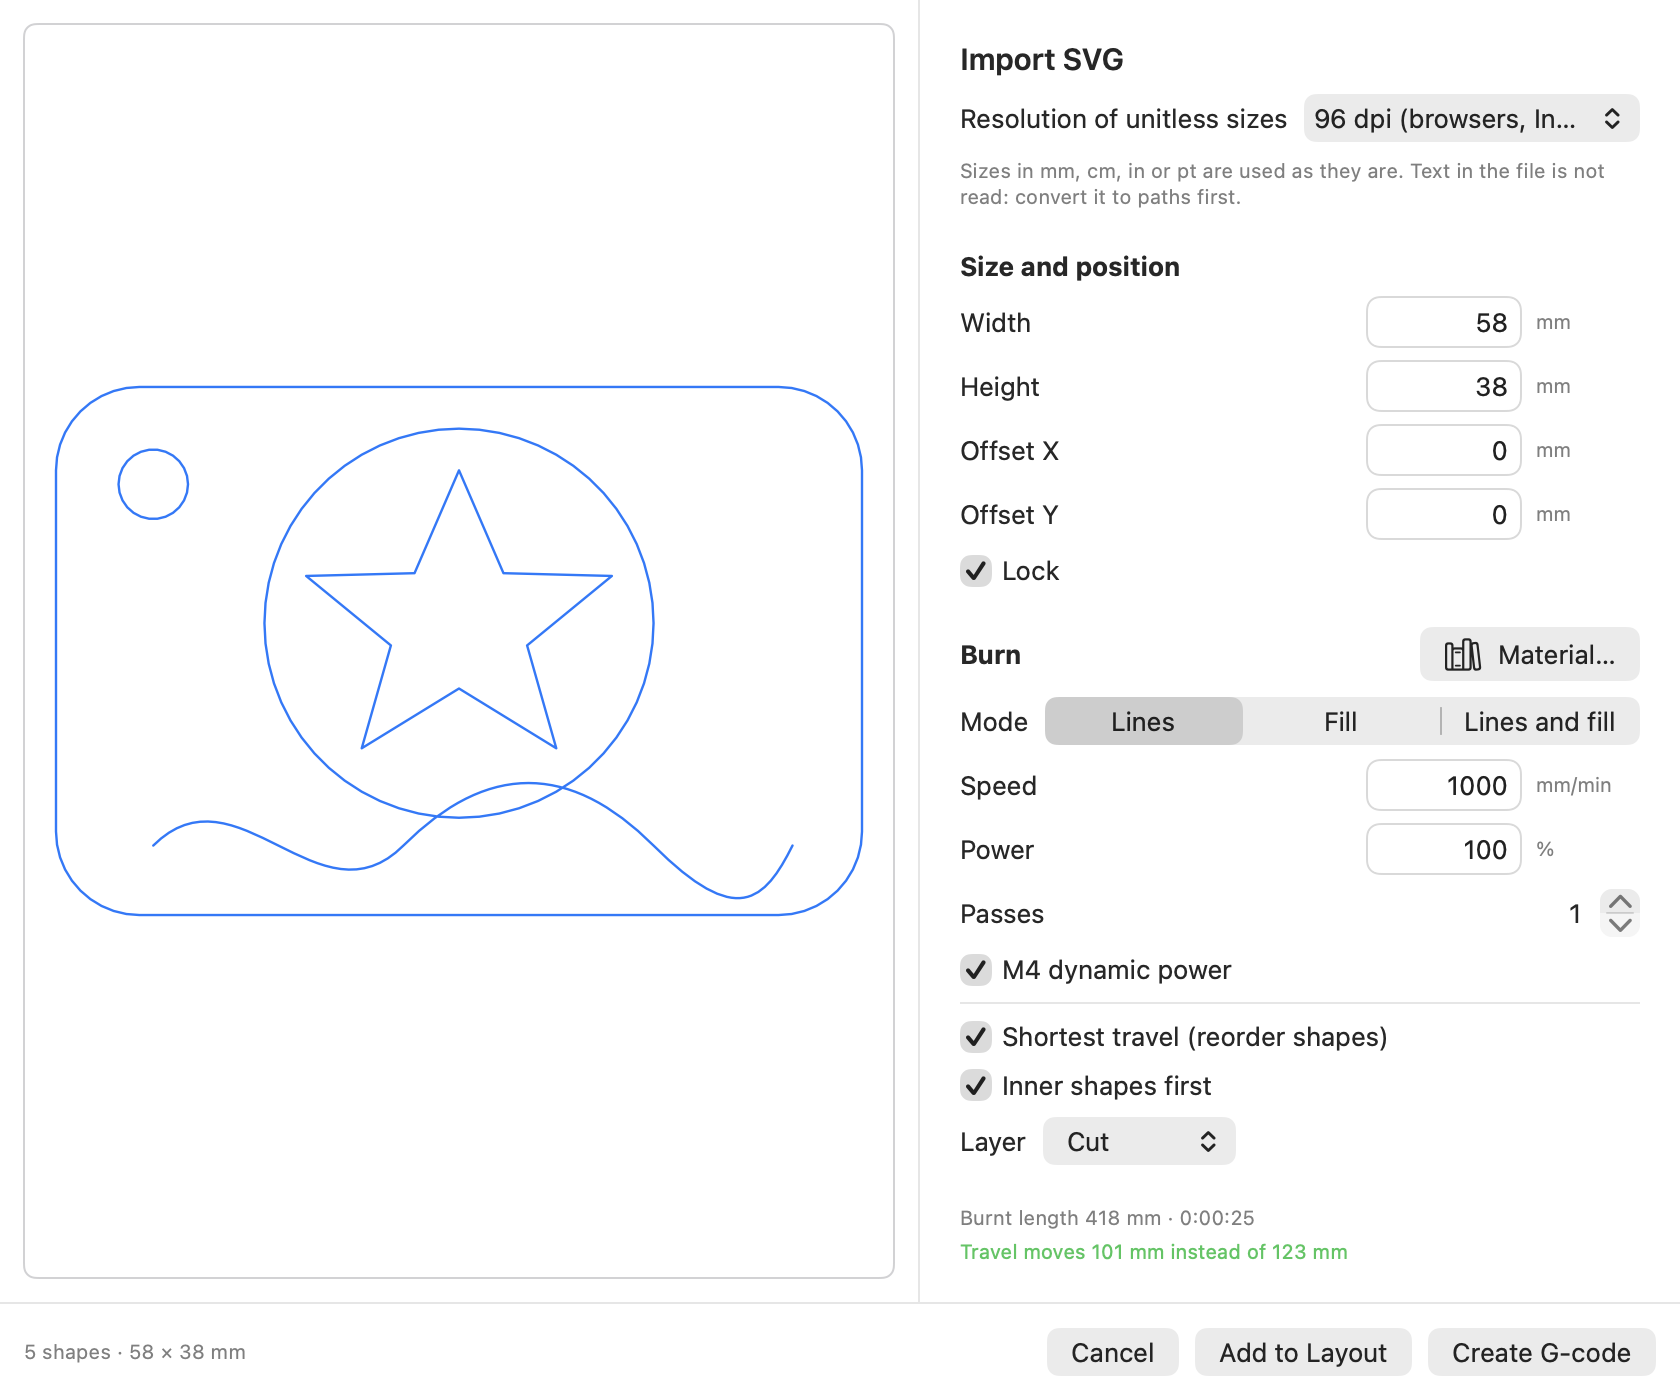 Import SVG
Resolution of unitless sizes 96 dpi (browsers, In...
Sizes in mm, cm, in or pt are used as they are. Text in the file is not
read: convert it to paths first.
Size and position
Width 58 mm
Height 38 mm
Offset X 0 mm
Offset Y 0 mm
Lock
Burn Material...
Mode Lines Fill Lines and fill
Speed 1000 mm/min
Power 100 %
Passes 1
M4 dynamic power
Shortest travel (reorder shapes)
Inner shapes first
Layer Cut
Burnt length 418 mm · 0:00:25
Travel moves 101 mm instead of 123 mm
5 shapes · 58 × 38 mm
Cancel Add to Layout Create G-code